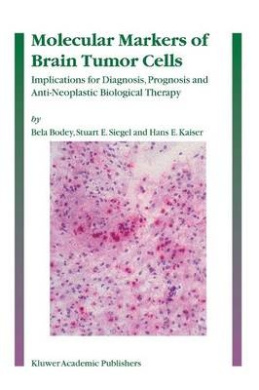 Molecular Markers of
Brain Tumor Cells
Implications for Diagnosis, Prognosis and
Anti-Neoplastic Biological Therapy
by
Bela Bodey, Stuart E. Siegel and Hans E. Kaiser
Kluwer Academic Publishers